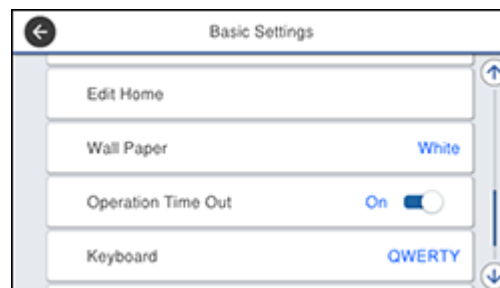 Basic Settings
Edit Home
Wall Paper White
Operation Time Out On
Keyboard QWERTY